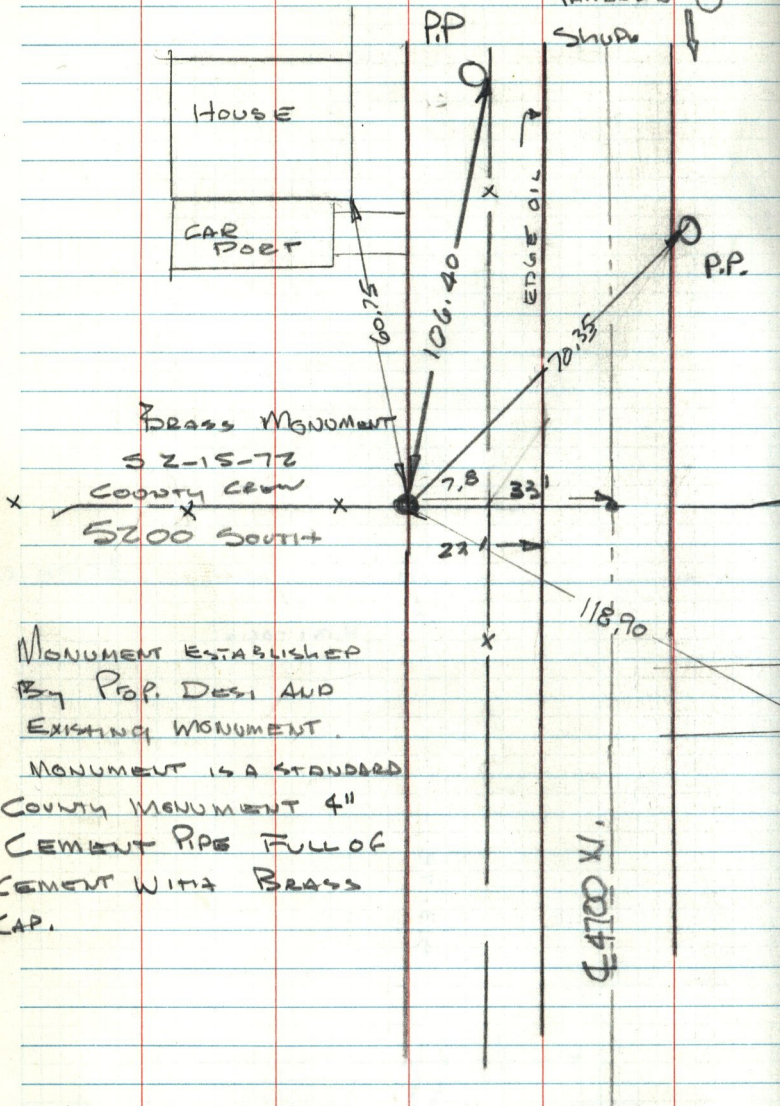 P.P
SHUPE
HOUSE
CAR
PORT
EDGE OIL
60.75
106.40
70.35
P.P.
BRASS MONUMENT
S 2-15-72
COUNTY CREW
5200 SOUTH
7.8
33'
22'
118.90
MONUMENT ESTABLISHED
BY PROP. DESI AND
EXISTING MONUMENT.
MONUMENT IS A STANDARD
COUNTY MONUMENT 4"
CEMENT PIPE FULL OF
CEMENT WITH BRASS
CAP.
℄ 4700 W.